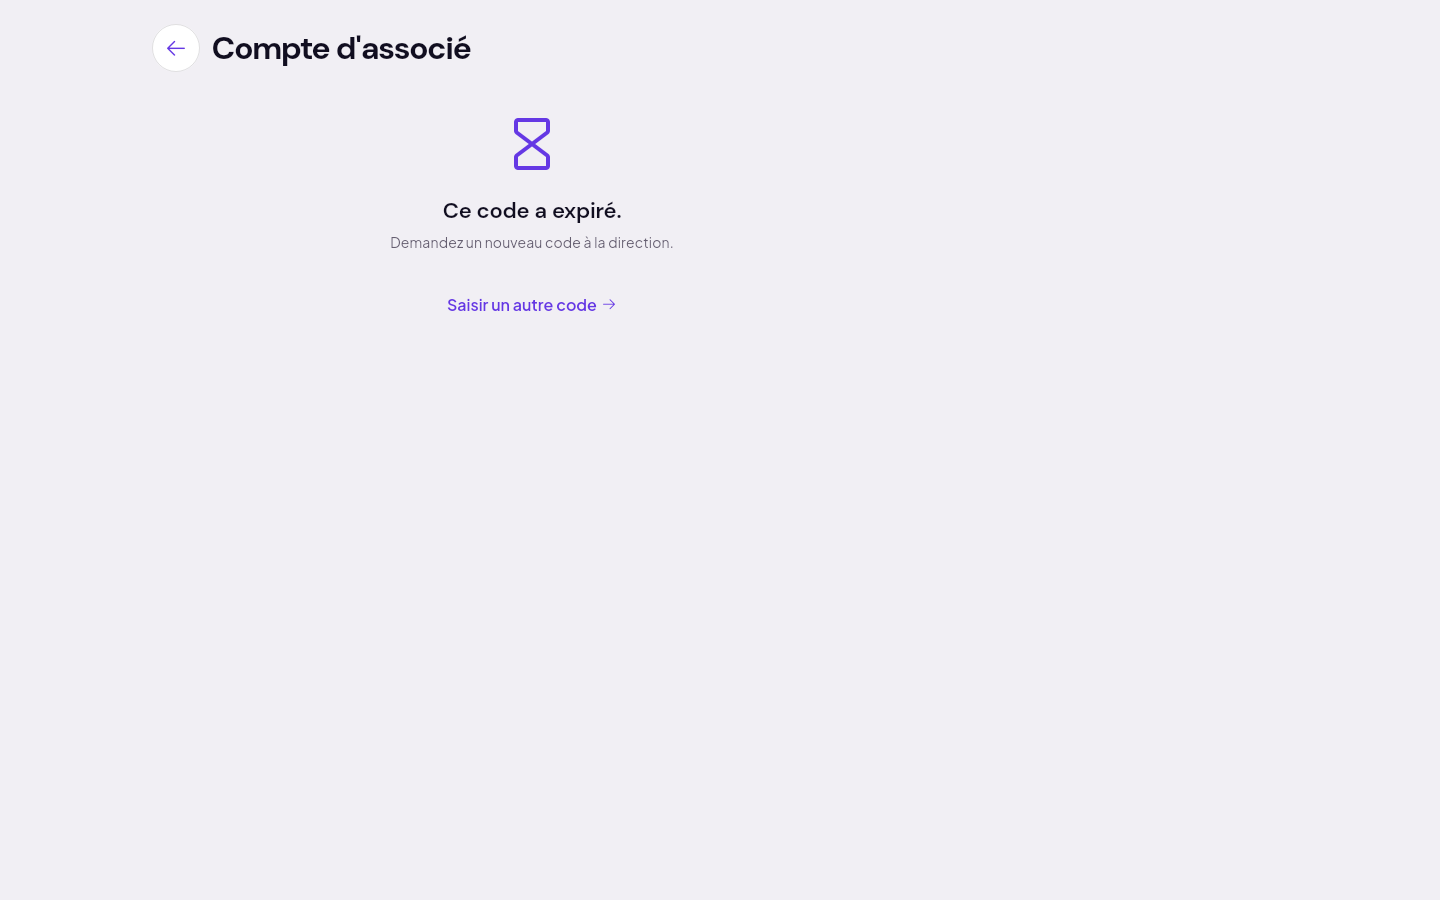 Compte d'associé
Ce code a expiré.
Demandez un nouveau code à la direction.
Saisir un autre code